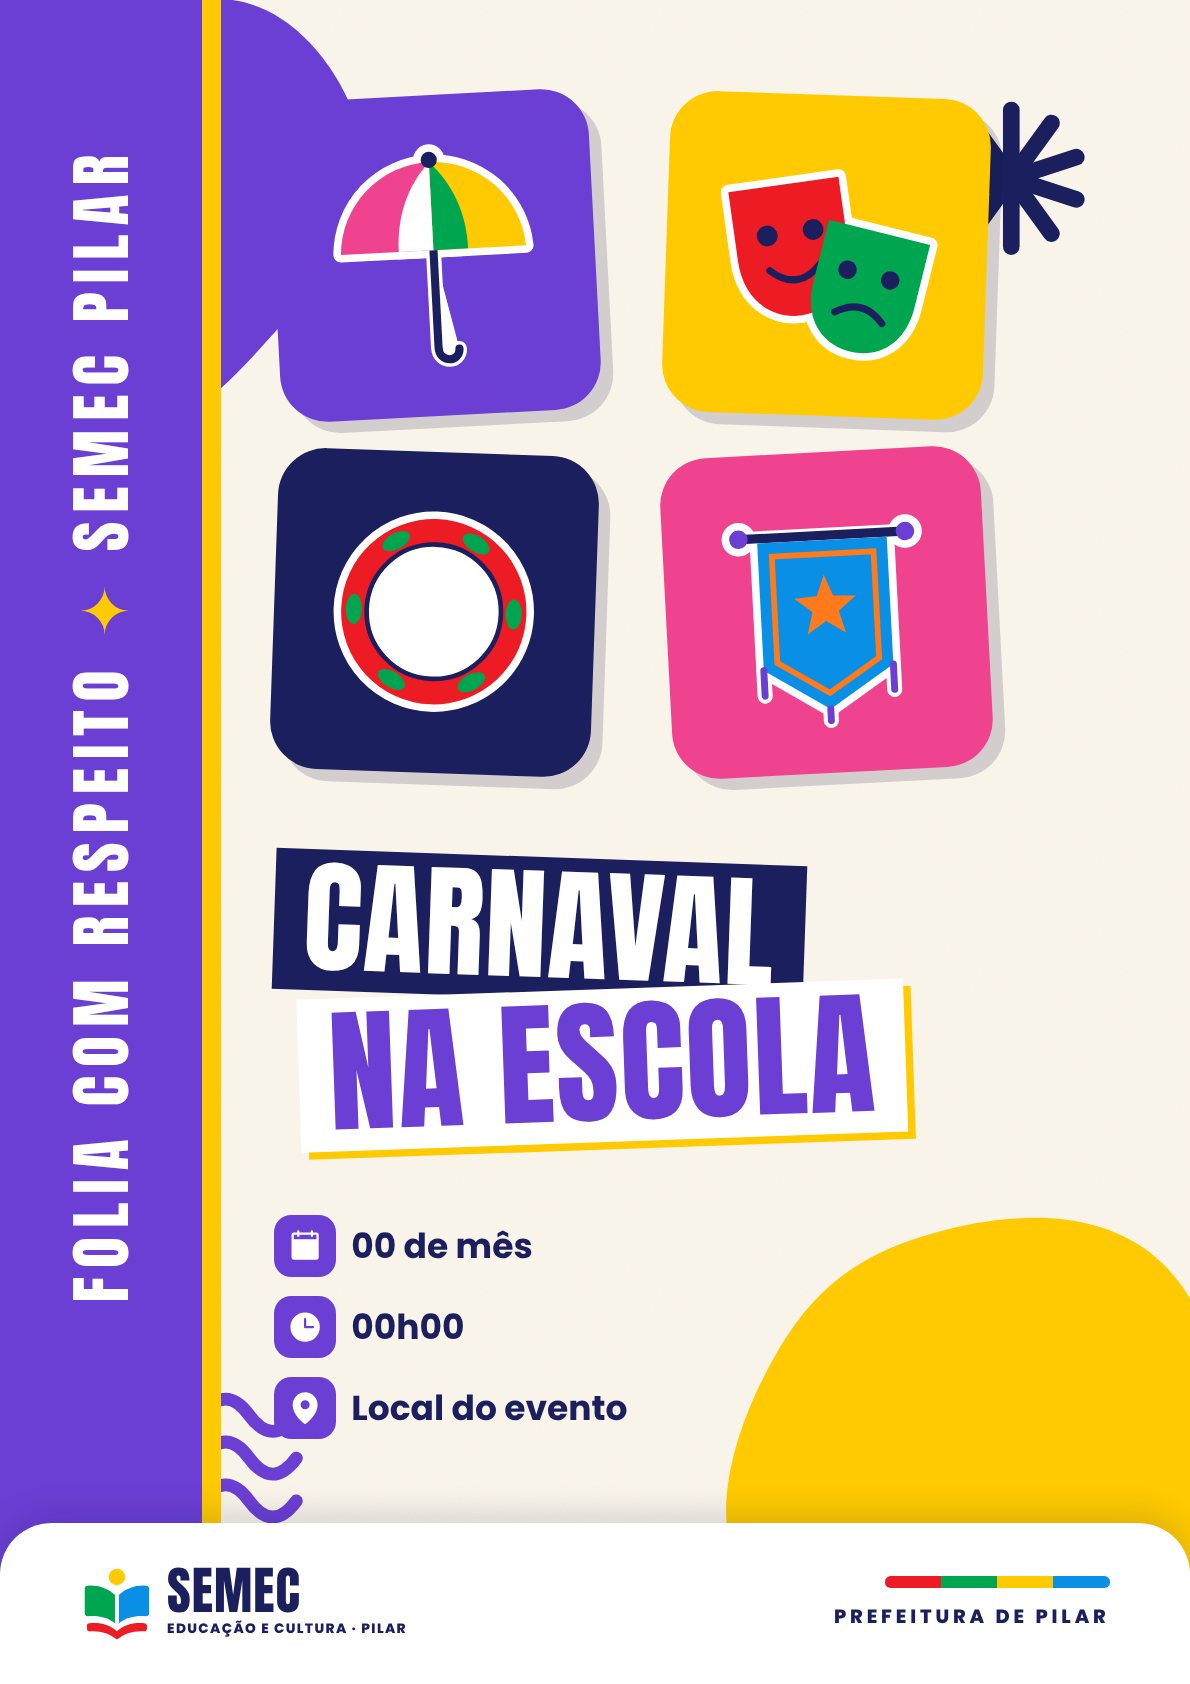 FOLIA COM RESPEITO ✦ SEMEC PILAR
CARNAVAL
NA ESCOLA
00 de mês
00h00
Local do evento
SEMEC
EDUCAÇÃO E CULTURA · PILAR
PREFEITURA DE PILAR